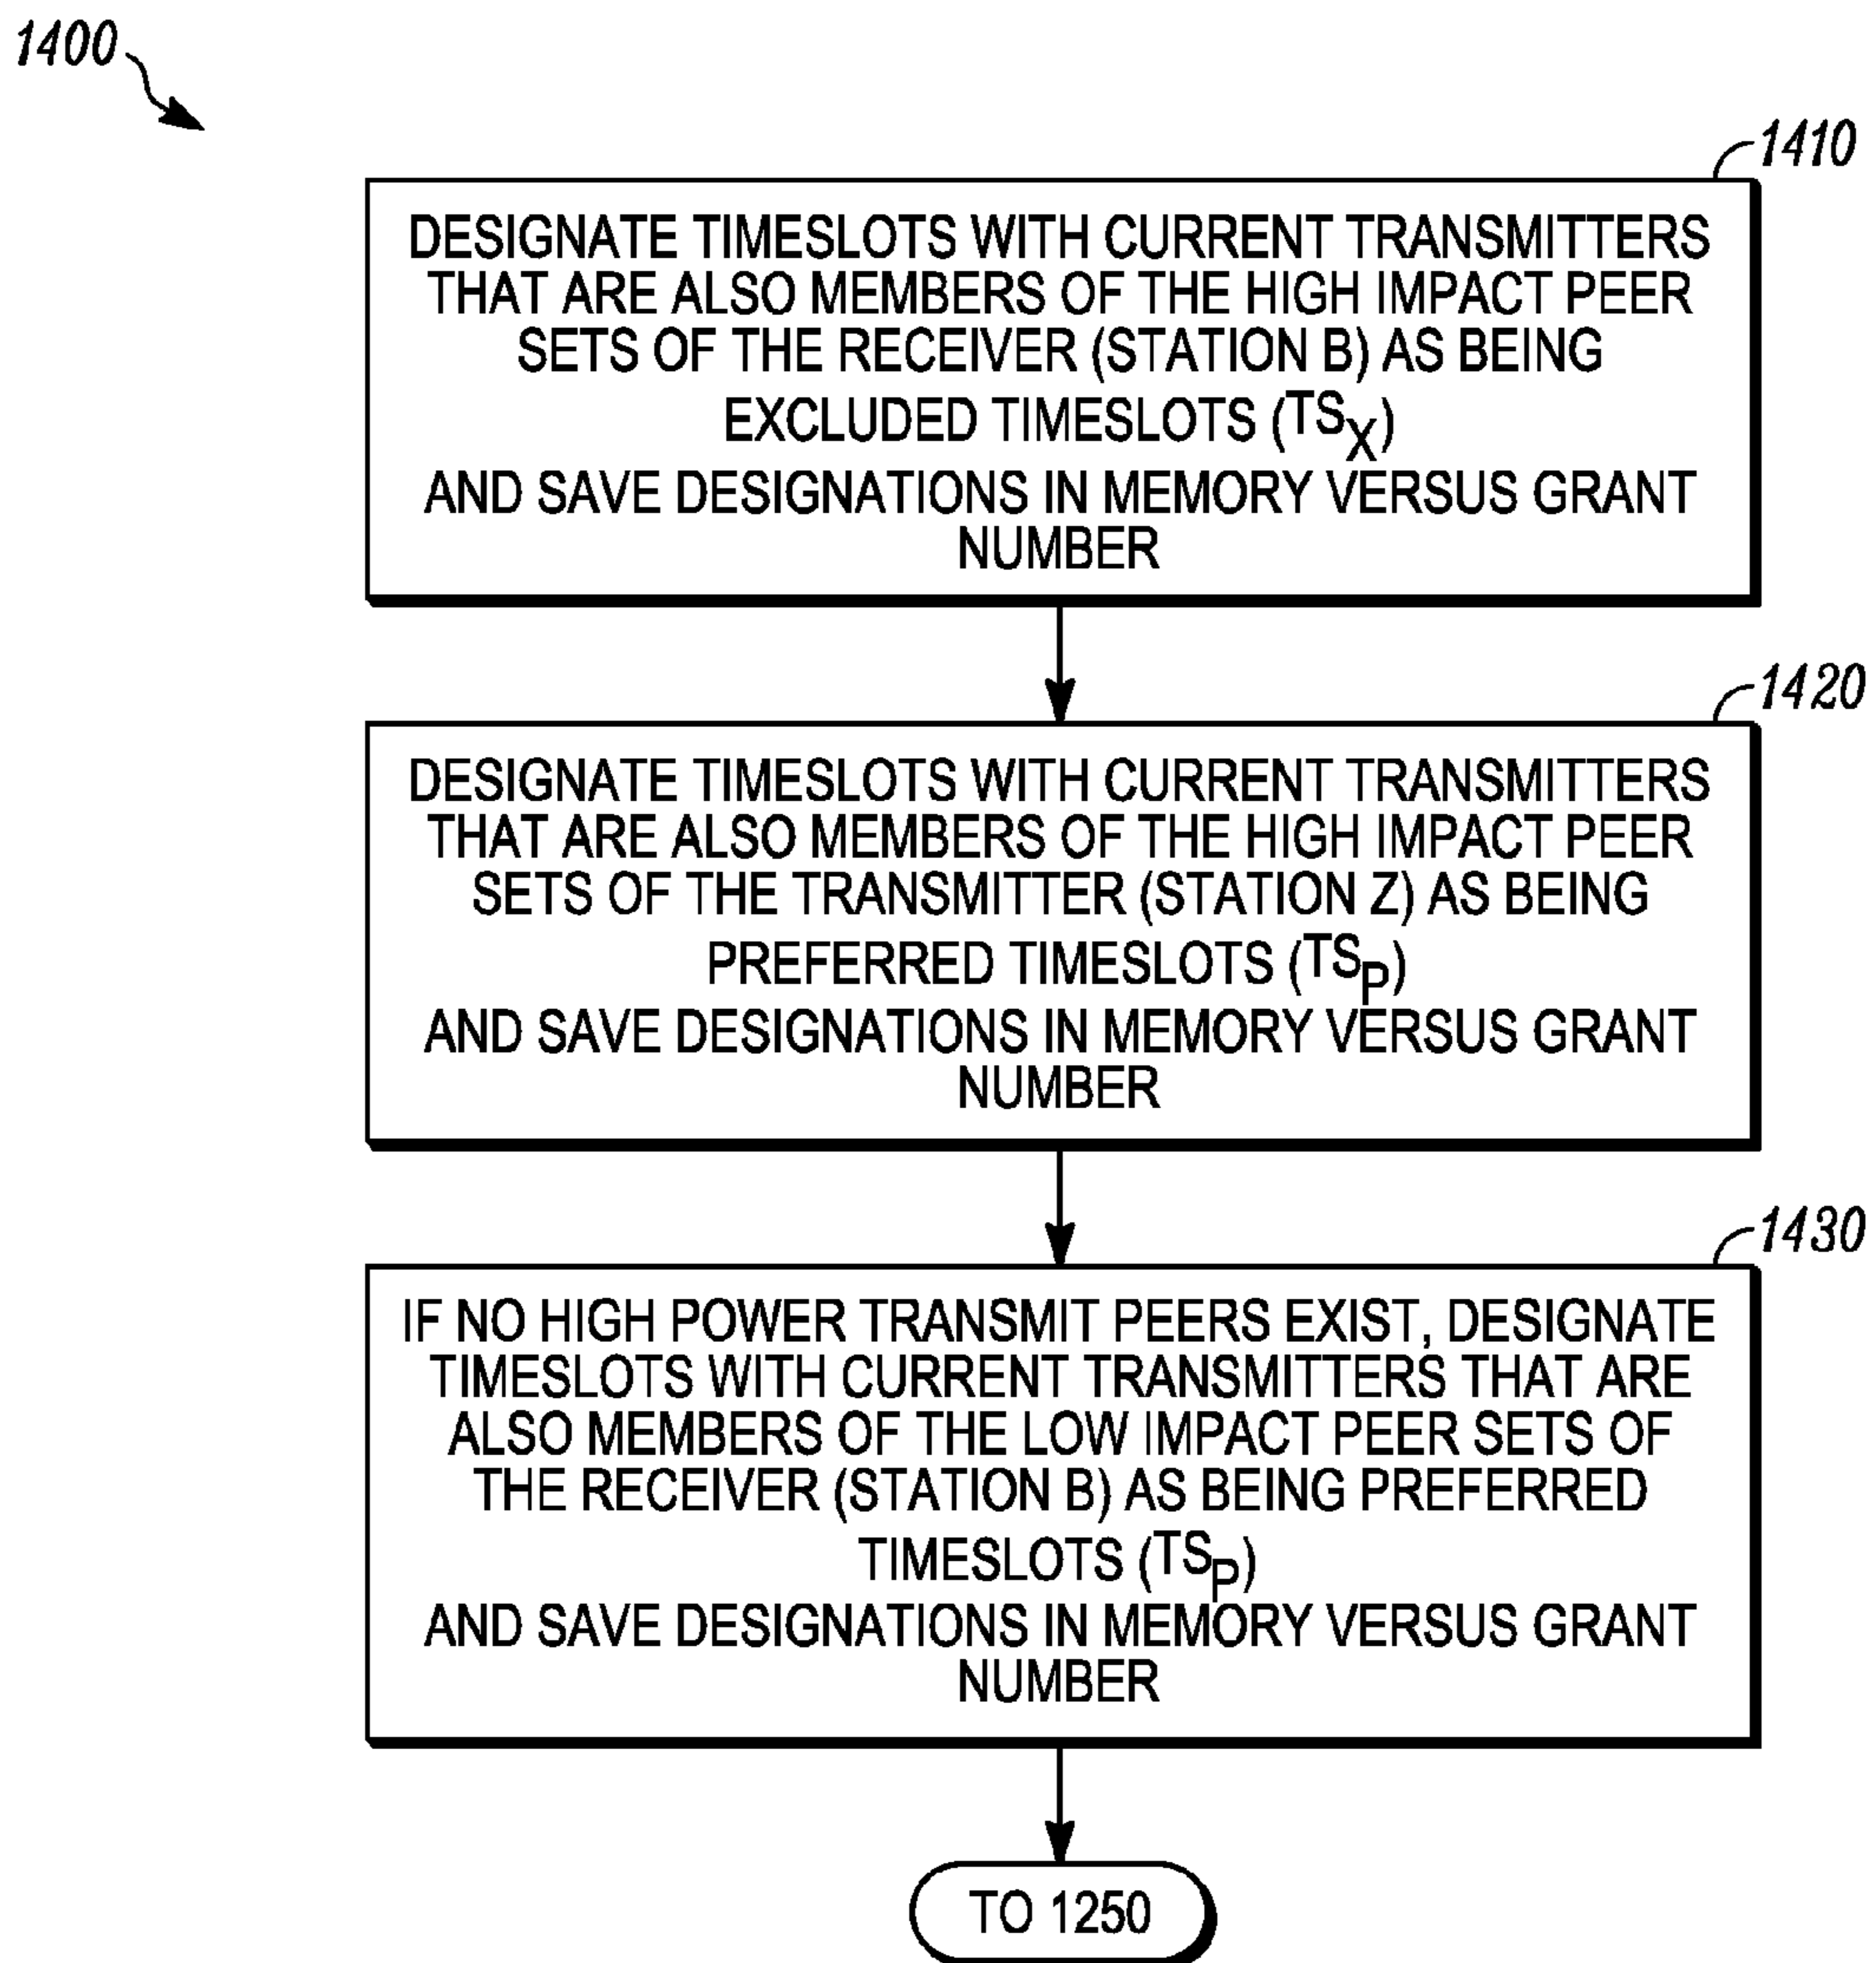 1400
1410
DESIGNATE TIMESLOTS WITH CURRENT TRANSMITTERS
THAT ARE ALSO MEMBERS OF THE HIGH IMPACT PEER
SETS OF THE RECEIVER (STATION B) AS BEING
EXCLUDED TIMESLOTS (TSX)
AND SAVE DESIGNATIONS IN MEMORY VERSUS GRANT
NUMBER
1420
DESIGNATE TIMESLOTS WITH CURRENT TRANSMITTERS
THAT ARE ALSO MEMBERS OF THE HIGH IMPACT PEER
SETS OF THE TRANSMITTER (STATION Z) AS BEING
PREFERRED TIMESLOTS (TSP)
AND SAVE DESIGNATIONS IN MEMORY VERSUS GRANT
NUMBER
1430
IF NO HIGH POWER TRANSMIT PEERS EXIST, DESIGNATE
TIMESLOTS WITH CURRENT TRANSMITTERS THAT ARE
ALSO MEMBERS OF THE LOW IMPACT PEER SETS OF
THE RECEIVER (STATION B) AS BEING PREFERRED
TIMESLOTS (TSP)
AND SAVE DESIGNATIONS IN MEMORY VERSUS GRANT
NUMBER
TO 1250